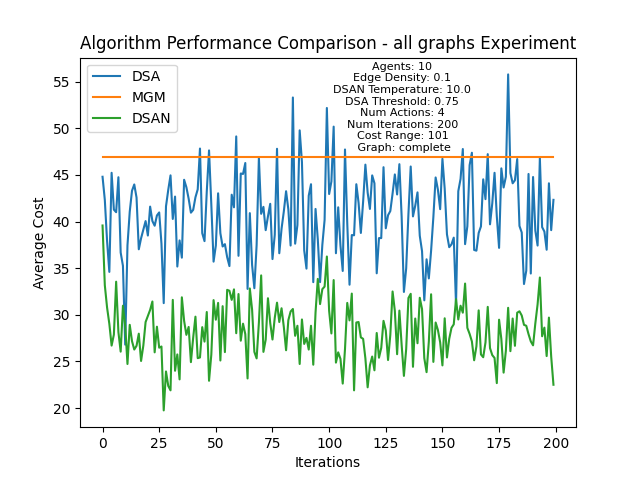 Algorithm Performance Comparison - all graphs Experiment
DSA
MGM
DSAN
Agents: 10
Edge Density: 0.1
DSAN Temperature: 10.0
DSA Threshold: 0.75
Num Actions: 4
Num Iterations: 200
Cost Range: 101
Graph: complete
Average Cost
55
50
45
40
35
30
25
20
0
25
50
75
100
125
150
175
200
Iterations